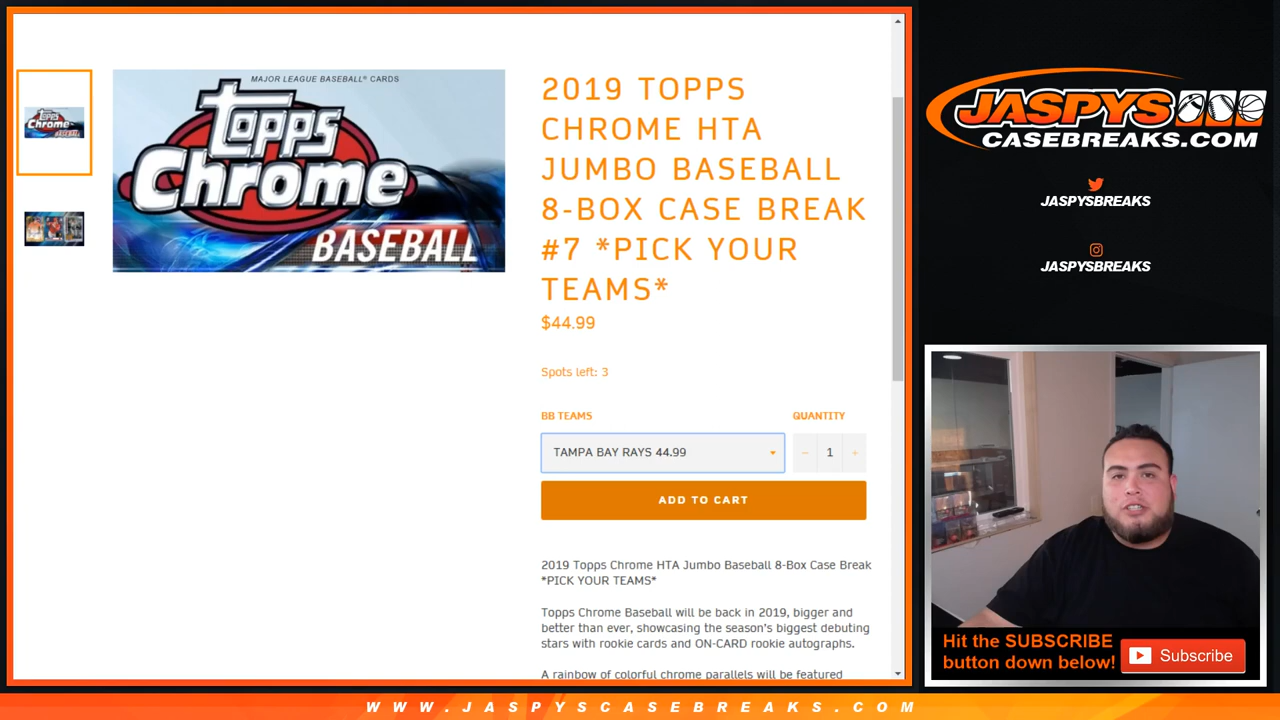 MAJOR LEAGUE BASEBALL® CARDS
Topps
Chrome
BASEBALL
2019 TOPPS
CHROME HTA
JUMBO BASEBALL
8-BOX CASE BREAK
#7 *PICK YOUR
TEAMS*
$44.99
Spots left: 3
BB TEAMS
QUANTITY
TAMPA BAY RAYS 44.99
− 1 +
ADD TO CART
2019 Topps Chrome HTA Jumbo Baseball 8-Box Case Break
*PICK YOUR TEAMS*
Topps Chrome Baseball will be back in 2019, bigger and
better than ever, showcasing the season's biggest debuting
stars with rookie cards and ON-CARD rookie autographs.
A rainbow of colorful chrome parallels will be featured
JASPYS
CASEBREAKS.COM
JASPYSBREAKS
JASPYSBREAKS
Hit the SUBSCRIBE
button down below!
Subscribe
WWW.JASPYSCASEBREAKS.COM